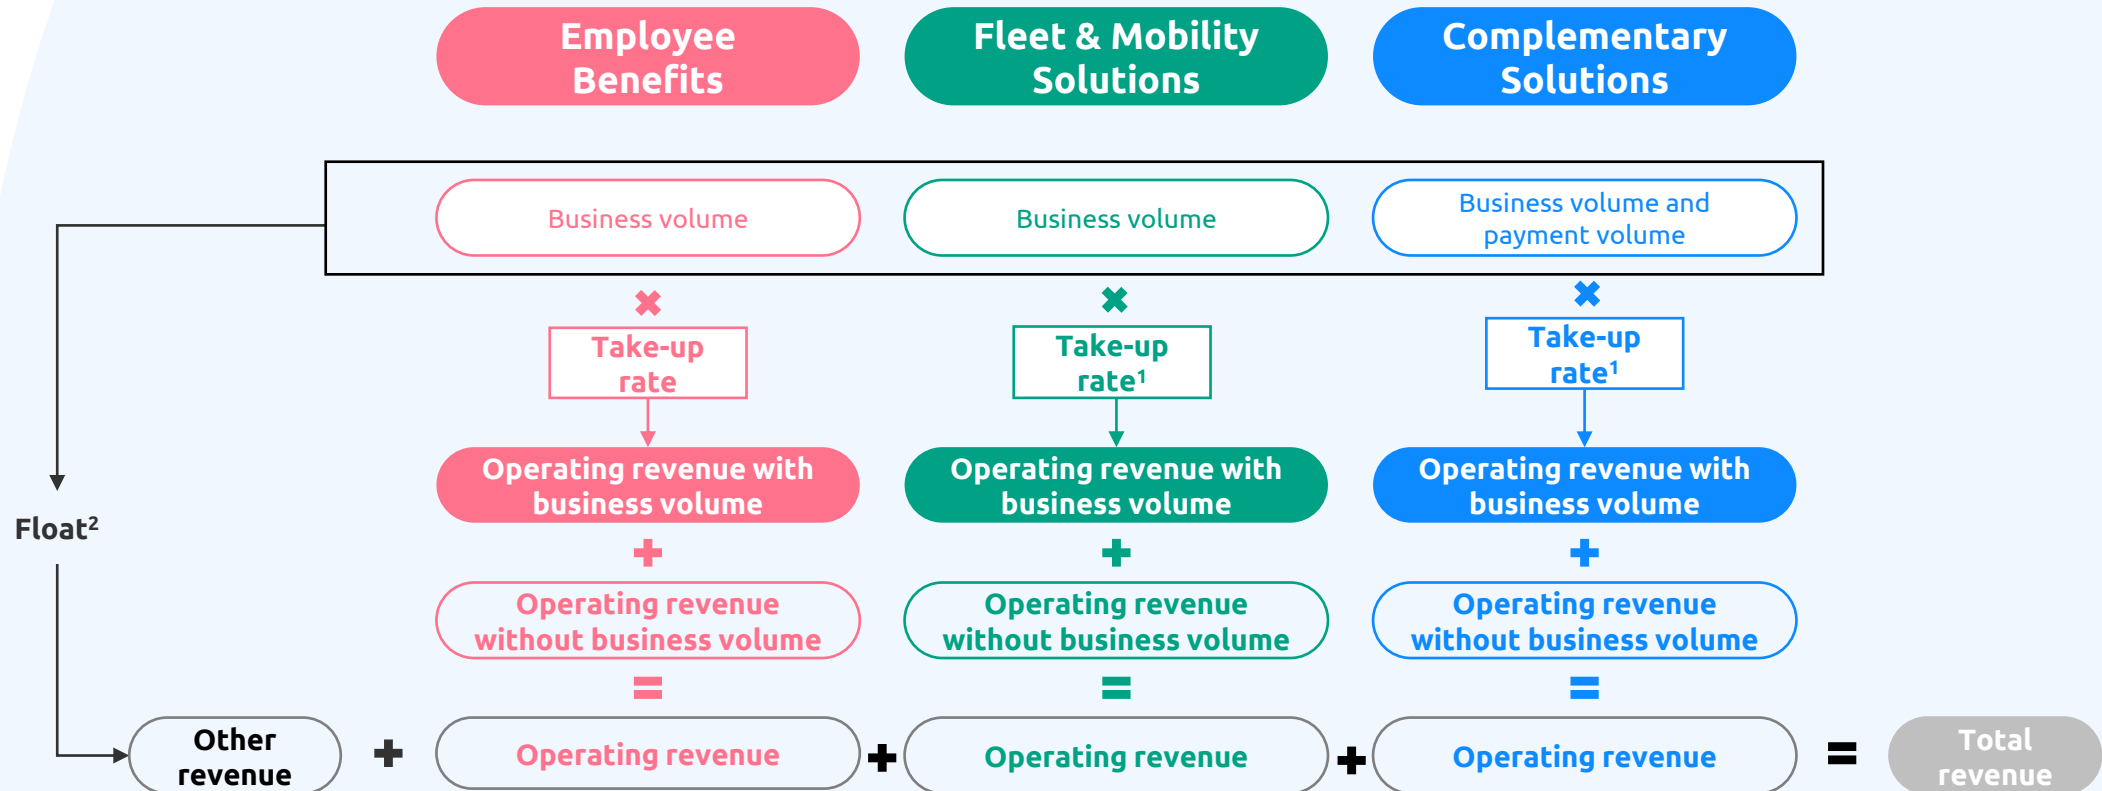 Employee
Benefits
Fleet & Mobility
Solutions
Complementary
Solutions
Business volume
Business volume
Business volume and
payment volume
Take-up
rate
Take-up
rate¹
Take-up
rate¹
Operating revenue with
business volume
Operating revenue with
business volume
Operating revenue with
business volume
Float²
Operating revenue
without business volume
Operating revenue
without business volume
Operating revenue
without business volume
Other
revenue
Operating revenue
Operating revenue
Operating revenue
Total
revenue